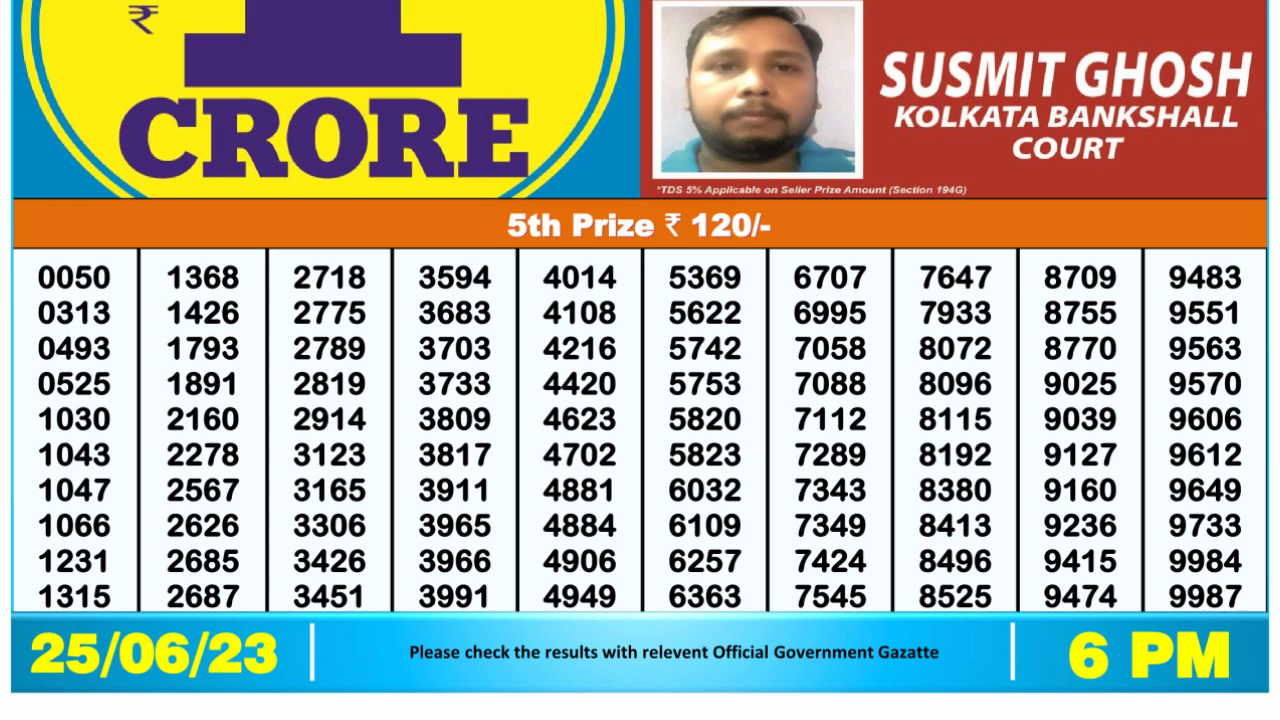 ₹
1
CRORE
SUSMIT GHOSH
KOLKATA BANKSHALL
COURT
*TDS 5% Applicable on Seller Prize Amount (Section 194G)
5th Prize ₹ 120/-
0050 1368 2718 3594 4014 5369 6707 7647 8709 9483
0313 1426 2775 3683 4108 5622 6995 7933 8755 9551
0493 1793 2789 3703 4216 5742 7058 8072 8770 9563
0525 1891 2819 3733 4420 5753 7088 8096 9025 9570
1030 2160 2914 3809 4623 5820 7112 8115 9039 9606
1043 2278 3123 3817 4702 5823 7289 8192 9127 9612
1047 2567 3165 3911 4881 6032 7343 8380 9160 9649
1066 2626 3306 3965 4884 6109 7349 8413 9236 9733
1231 2685 3426 3966 4906 6257 7424 8496 9415 9984
1315 2687 3451 3991 4949 6363 7545 8525 9474 9987
25/06/23
Please check the results with relevent Official Government Gazatte
6 PM